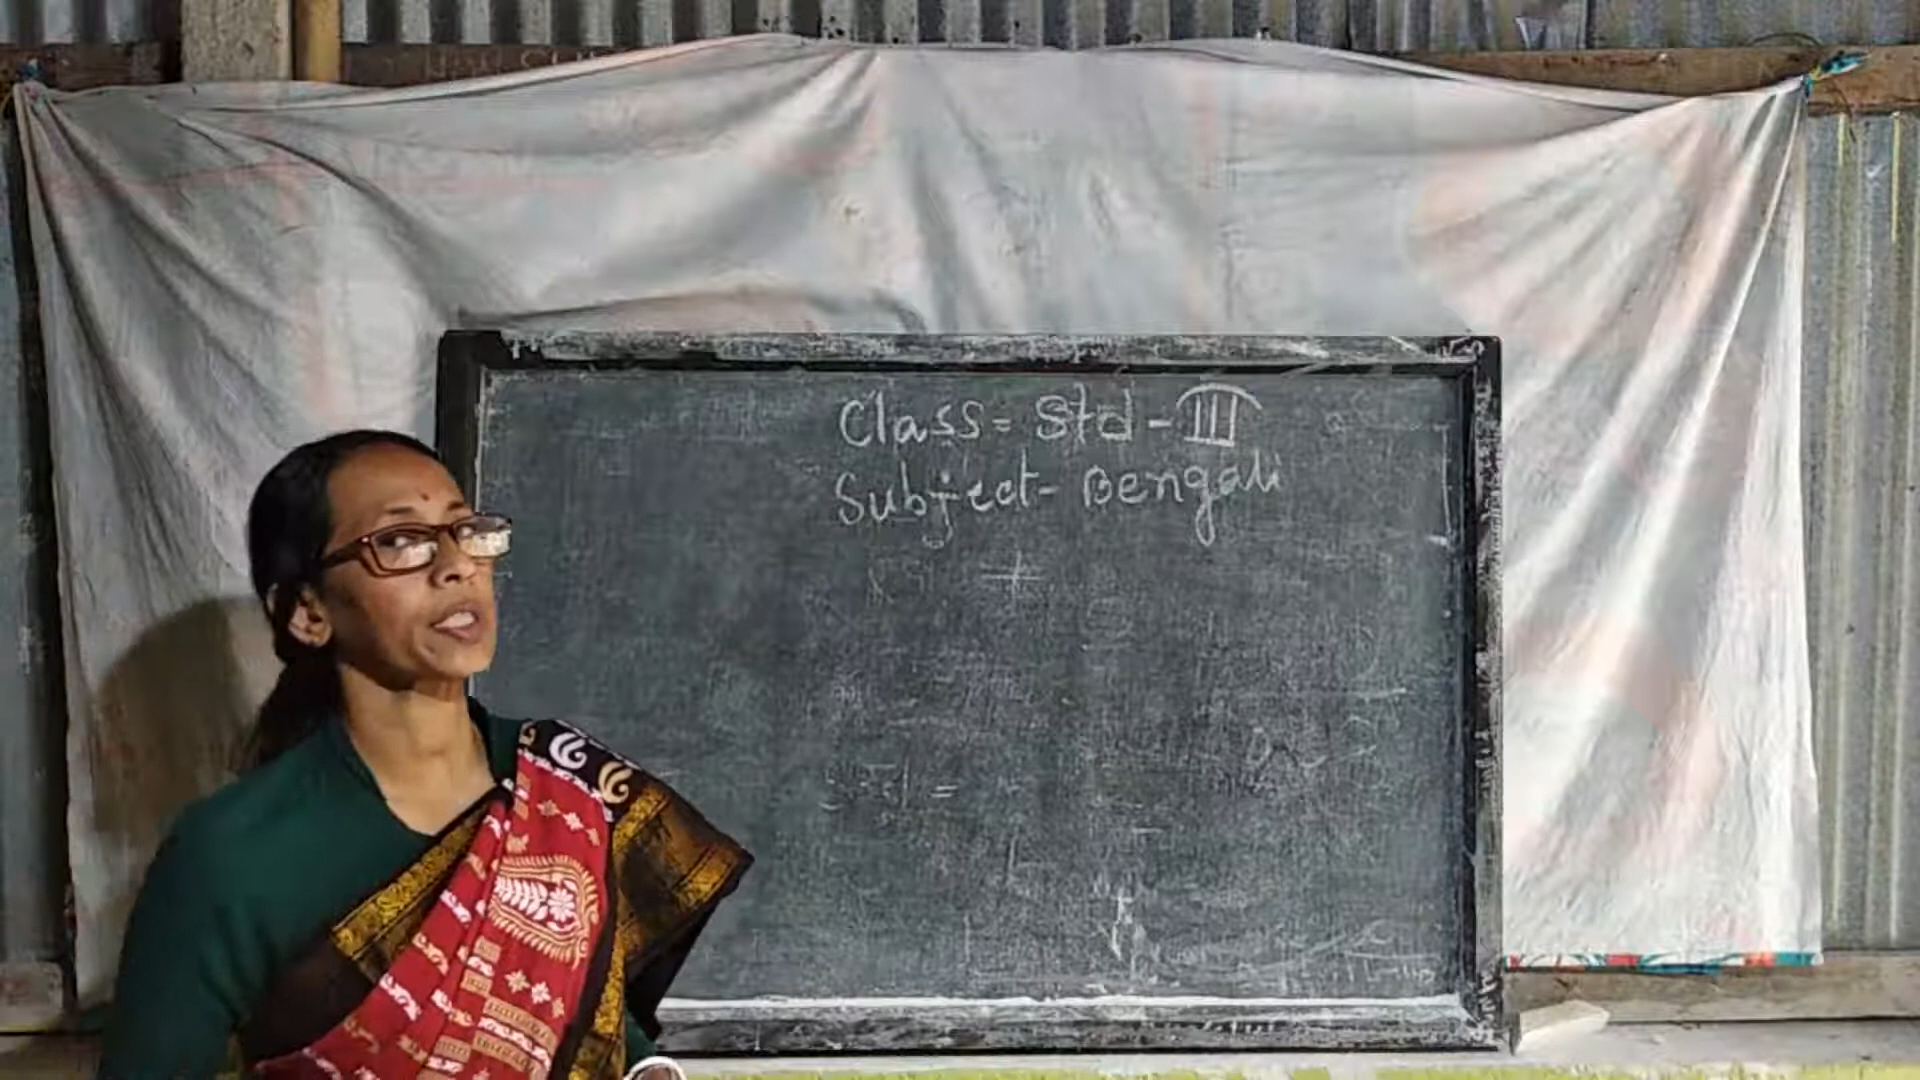 Class = Std - III
Subject - Bengali